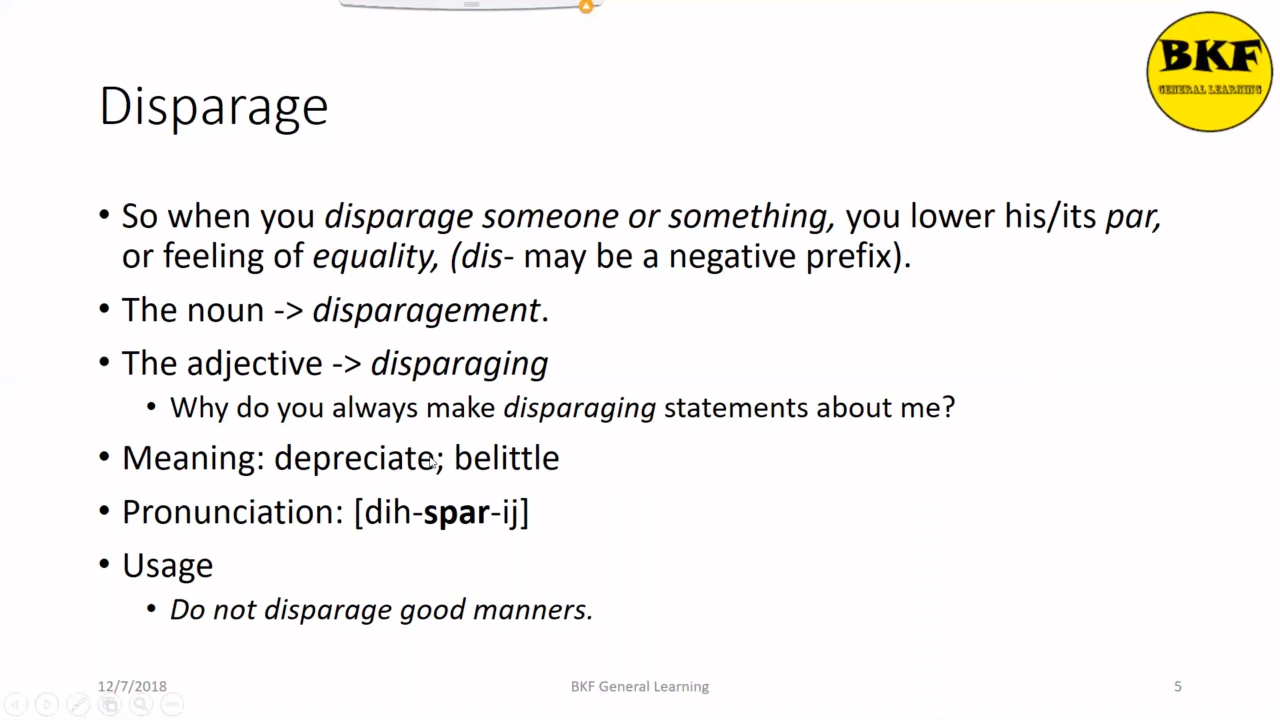 BKF
GENERAL LEARNING
Disparage
• So when you disparage someone or something, you lower his/its par,
or feeling of equality, (dis- may be a negative prefix).
• The noun -> disparagement.
• The adjective -> disparaging
• Why do you always make disparaging statements about me?
• Meaning: depreciate; belittle
• Pronunciation: [dih-spar-ij]
• Usage
• Do not disparage good manners.
12/7/2018
BKF General Learning
5